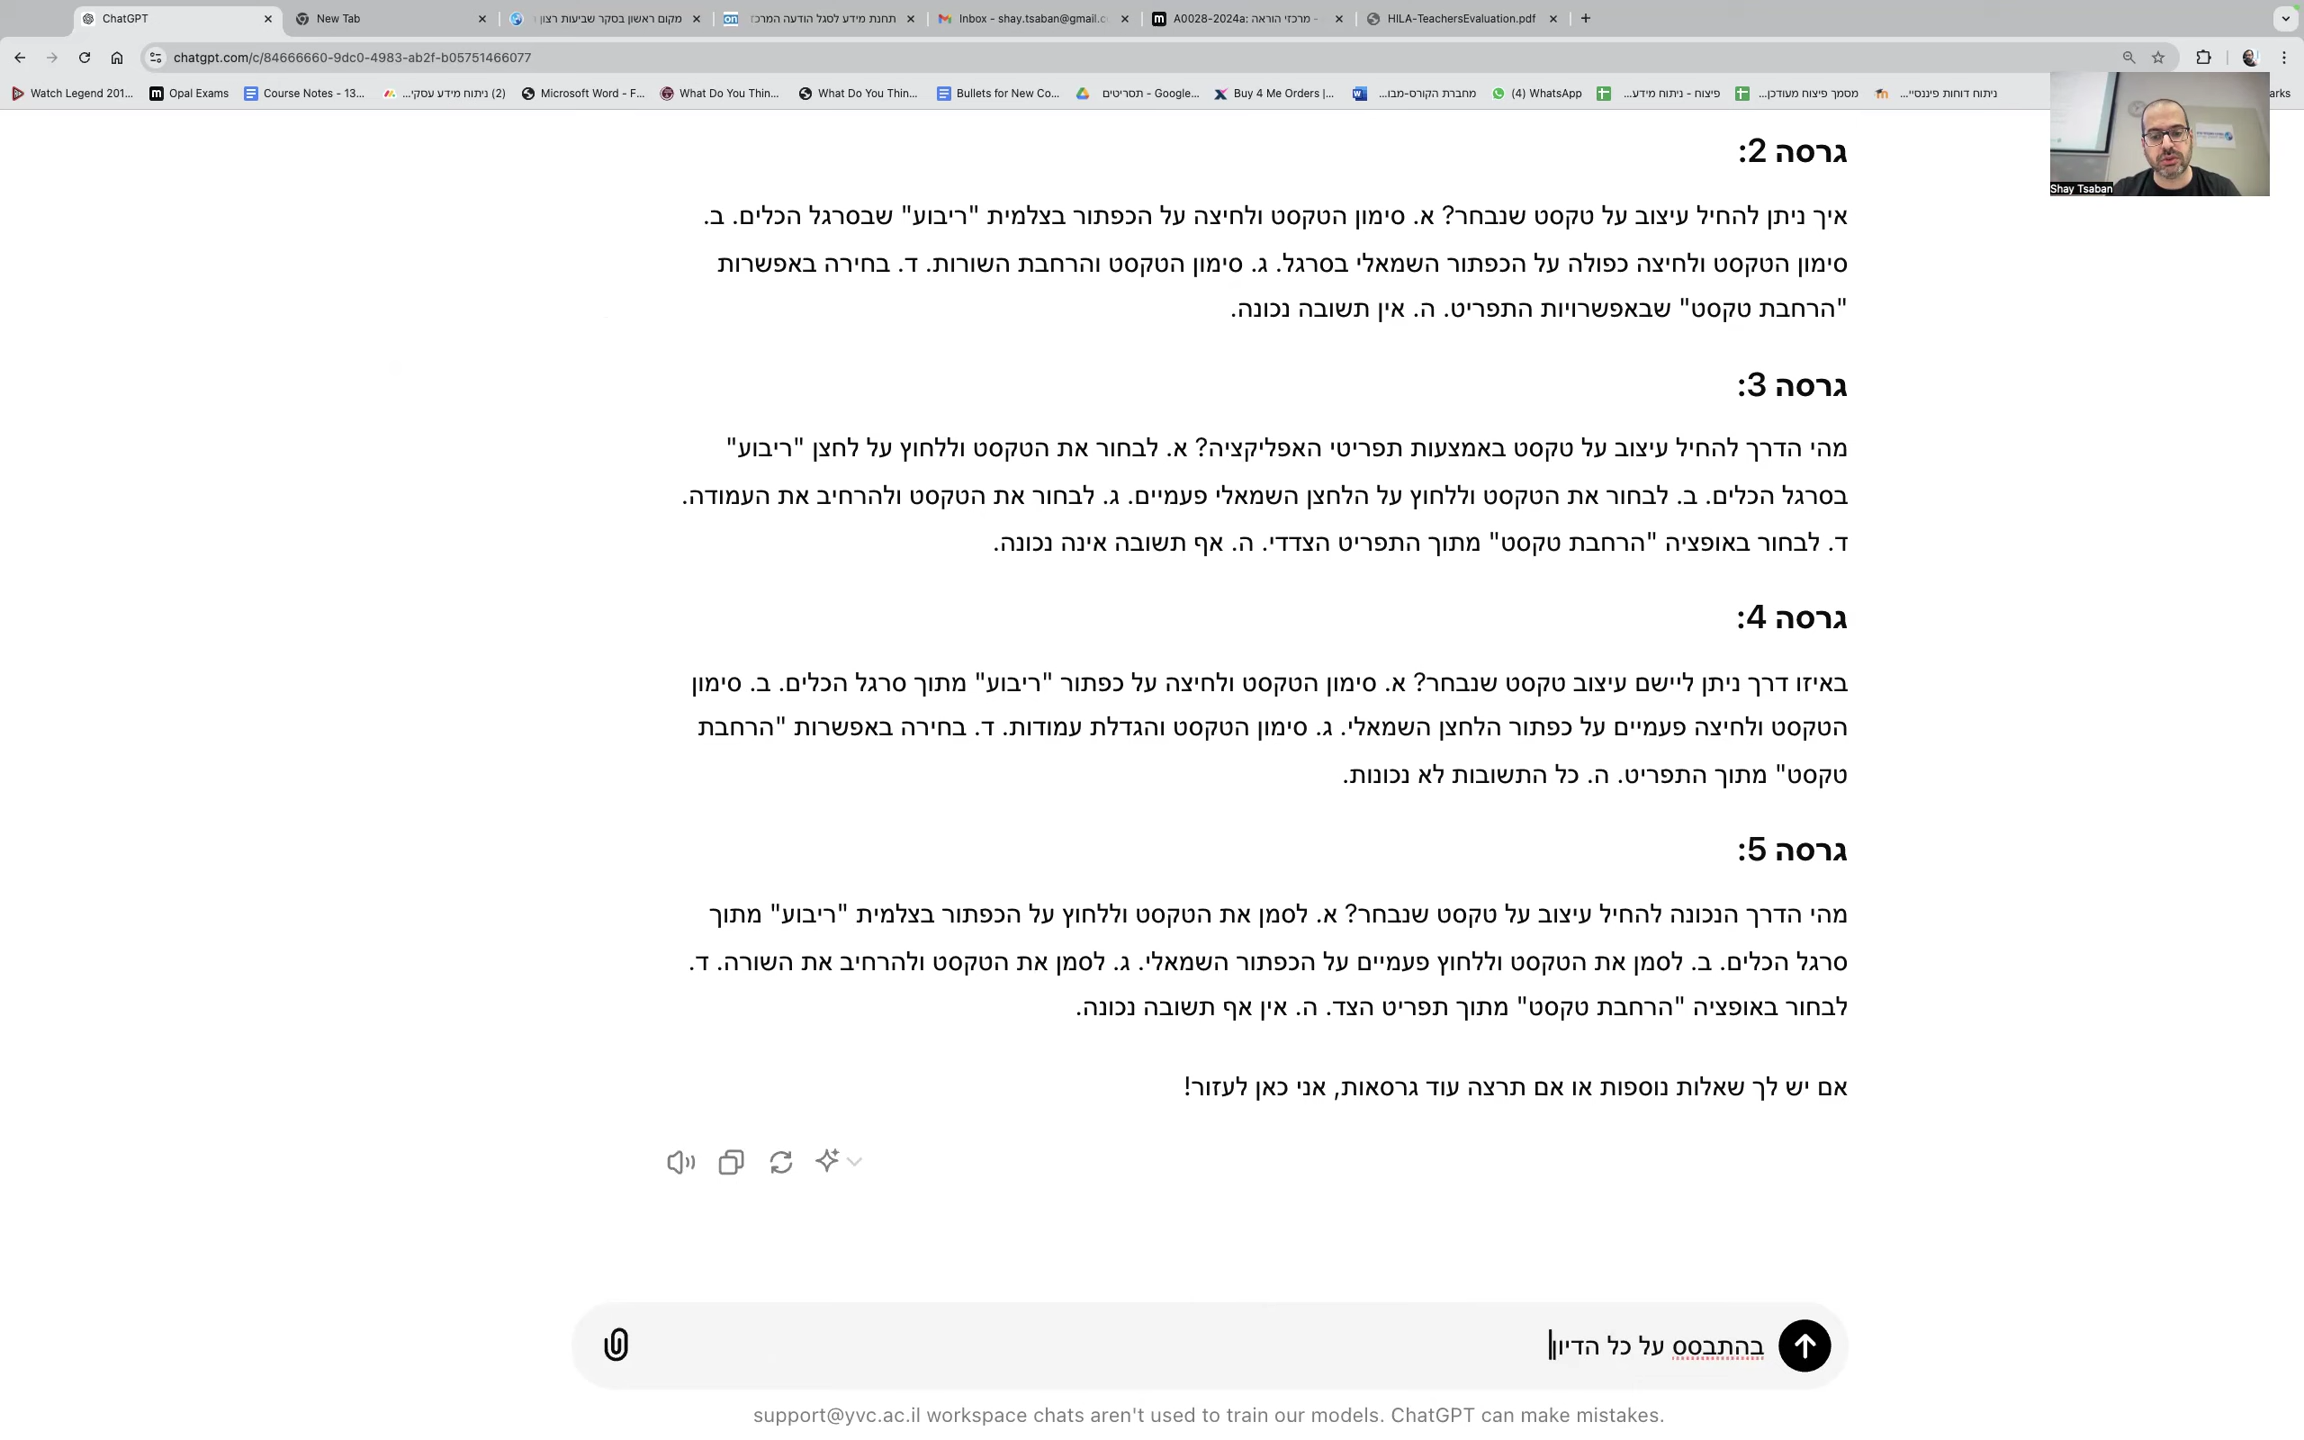 ChatGPT
New Tab
מקום ראשון בסקר שביעות רצון
תחנת מידע לסגל הודעה המרכז
Inbox - shay.tsaban@gmail.c
A0028-2024a: מרכזי הוראה -
HILA-TeachersEvaluation.pdf
chatgpt.com/c/84666660-9dc0-4983-ab2f-b05751466077
Watch Legend 201...
Opal Exams
Course Notes - 13...
(2) ניתוח מידע עסקי...
Microsoft Word - F...
What Do You Thin...
What Do You Thin...
Bullets for New Co...
תסריטים - Google...
Buy 4 Me Orders |...
מחברת הקורס-מבו...
(4) WhatsApp
פיצוח - ניתוח מידע...
מסמך פיצוח מעודכן...
ניתוח דוחות פיננסיי...
arks
Shay Tsaban
גרסה 2:
איך ניתן להחיל עיצוב על טקסט שנבחר? א. סימון הטקסט ולחיצה על הכפתור בצלמית "ריבוע" שבסרגל הכלים. ב.
סימון הטקסט ולחיצה כפולה על הכפתור השמאלי בסרגל. ג. סימון הטקסט והרחבת השורות. ד. בחירה באפשרות
"הרחבת טקסט" שבאפשרויות התפריט. ה. אין תשובה נכונה.
גרסה 3:
מהי הדרך להחיל עיצוב על טקסט באמצעות תפריטי האפליקציה? א. לבחור את הטקסט וללחוץ על לחצן "ריבוע"
בסרגל הכלים. ב. לבחור את הטקסט וללחוץ על הלחצן השמאלי פעמיים. ג. לבחור את הטקסט ולהרחיב את העמודה.
ד. לבחור באופציה "הרחבת טקסט" מתוך התפריט הצדדי. ה. אף תשובה אינה נכונה.
גרסה 4:
באיזו דרך ניתן ליישם עיצוב טקסט שנבחר? א. סימון הטקסט ולחיצה על כפתור "ריבוע" מתוך סרגל הכלים. ב. סימון
הטקסט ולחיצה פעמיים על כפתור הלחצן השמאלי. ג. סימון הטקסט והגדלת עמודות. ד. בחירה באפשרות "הרחבת
טקסט" מתוך התפריט. ה. כל התשובות לא נכונות.
גרסה 5:
מהי הדרך הנכונה להחיל עיצוב על טקסט שנבחר? א. לסמן את הטקסט וללחוץ על הכפתור בצלמית "ריבוע" מתוך
סרגל הכלים. ב. לסמן את הטקסט וללחוץ פעמיים על הכפתור השמאלי. ג. לסמן את הטקסט ולהרחיב את השורה. ד.
לבחור באופציה "הרחבת טקסט" מתוך תפריט הצד. ה. אין אף תשובה נכונה.
אם יש לך שאלות נוספות או אם תרצה עוד גרסאות, אני כאן לעזור!
בהתבסס על כל הדיון
support@yvc.ac.il workspace chats aren't used to train our models. ChatGPT can make mistakes.